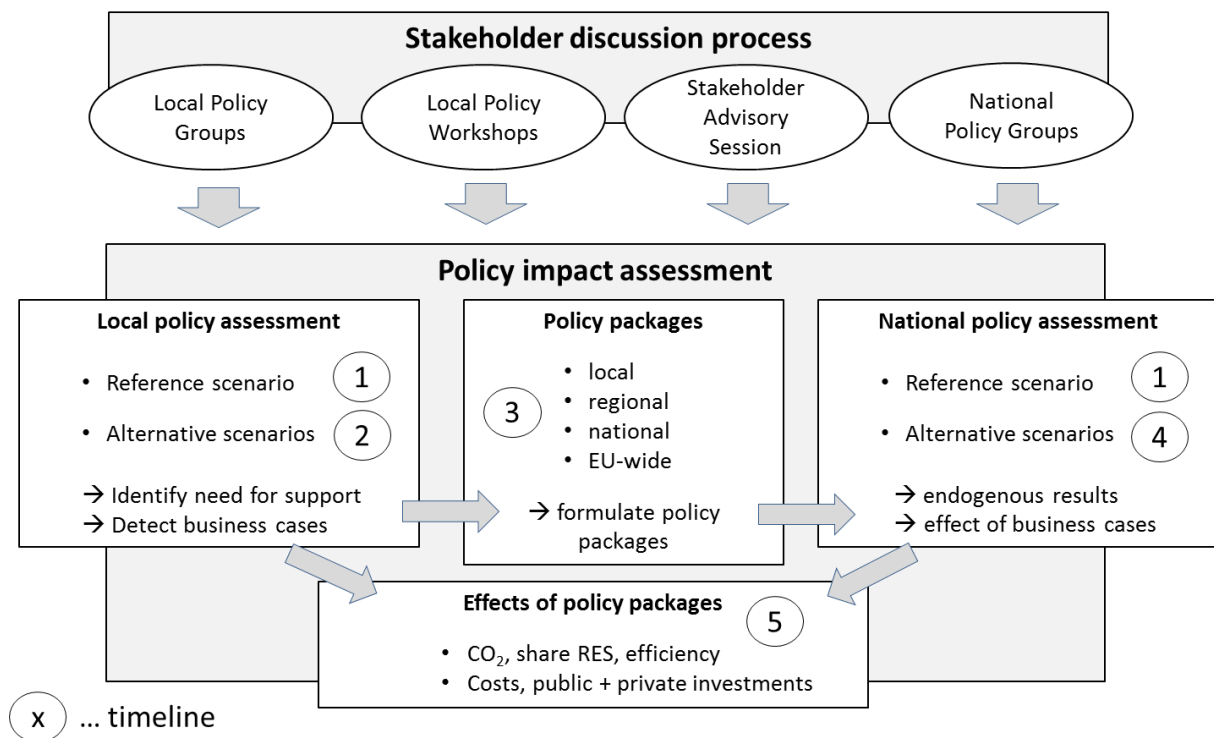 Stakeholder discussion process
Local Policy
Groups
Local Policy
Workshops
Stakeholder
Advisory
Session
National
Policy Groups
Policy impact assessment
Local policy assessment
• Reference scenario
1
• Alternative scenarios
2
→ Identify need for support
→ Detect business cases
Policy packages
3
• local
• regional
• national
• EU-wide
→ formulate policy
packages
National policy assessment
• Reference scenario
1
• Alternative scenarios
4
→ endogenous results
→ effect of business cases
Effects of policy packages
5
• CO₂, share RES, efficiency
• Costs, public + private investments
x ... timeline